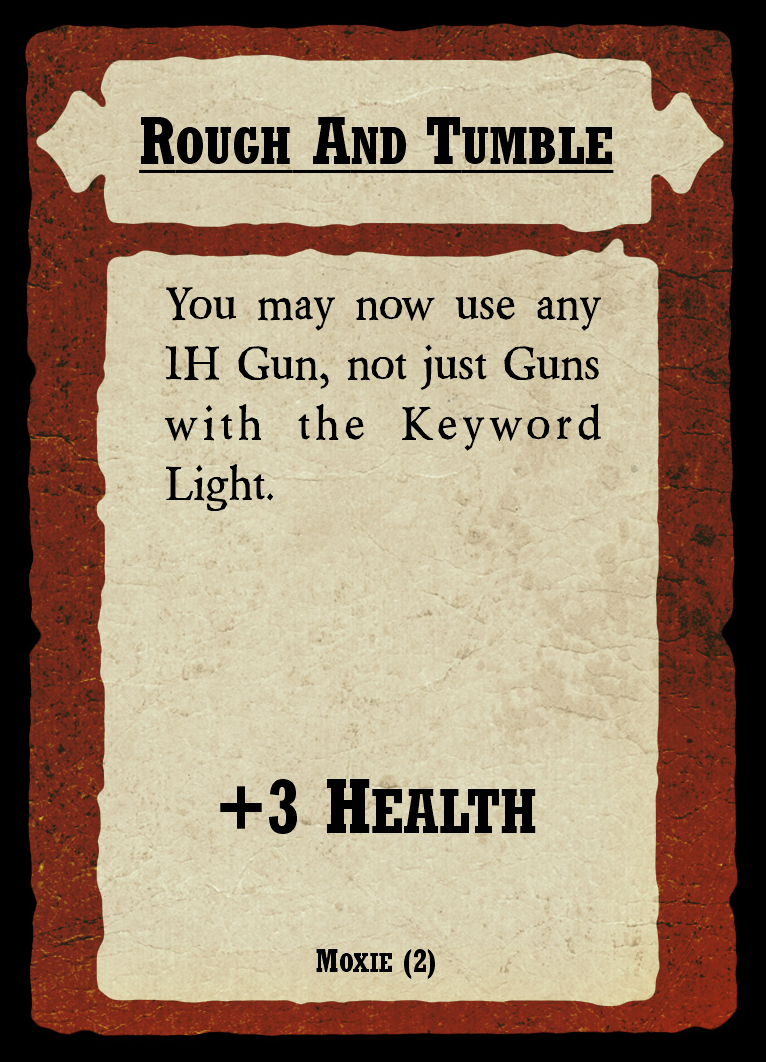 Rough And Tumble
You may now use any
1H Gun, not just Guns
with the Keyword
Light.
+3 Health
Moxie (2)